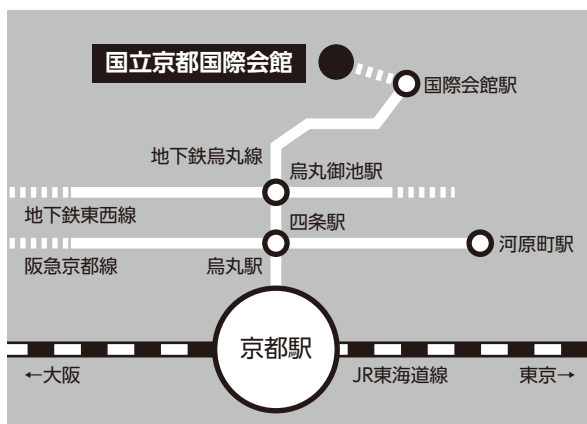 国立京都国際会館
国際会館駅
地下鉄烏丸線
烏丸御池駅
地下鉄東西線
四条駅
河原町駅
阪急京都線
烏丸駅
京都駅
←大阪
JR東海道線
東京→